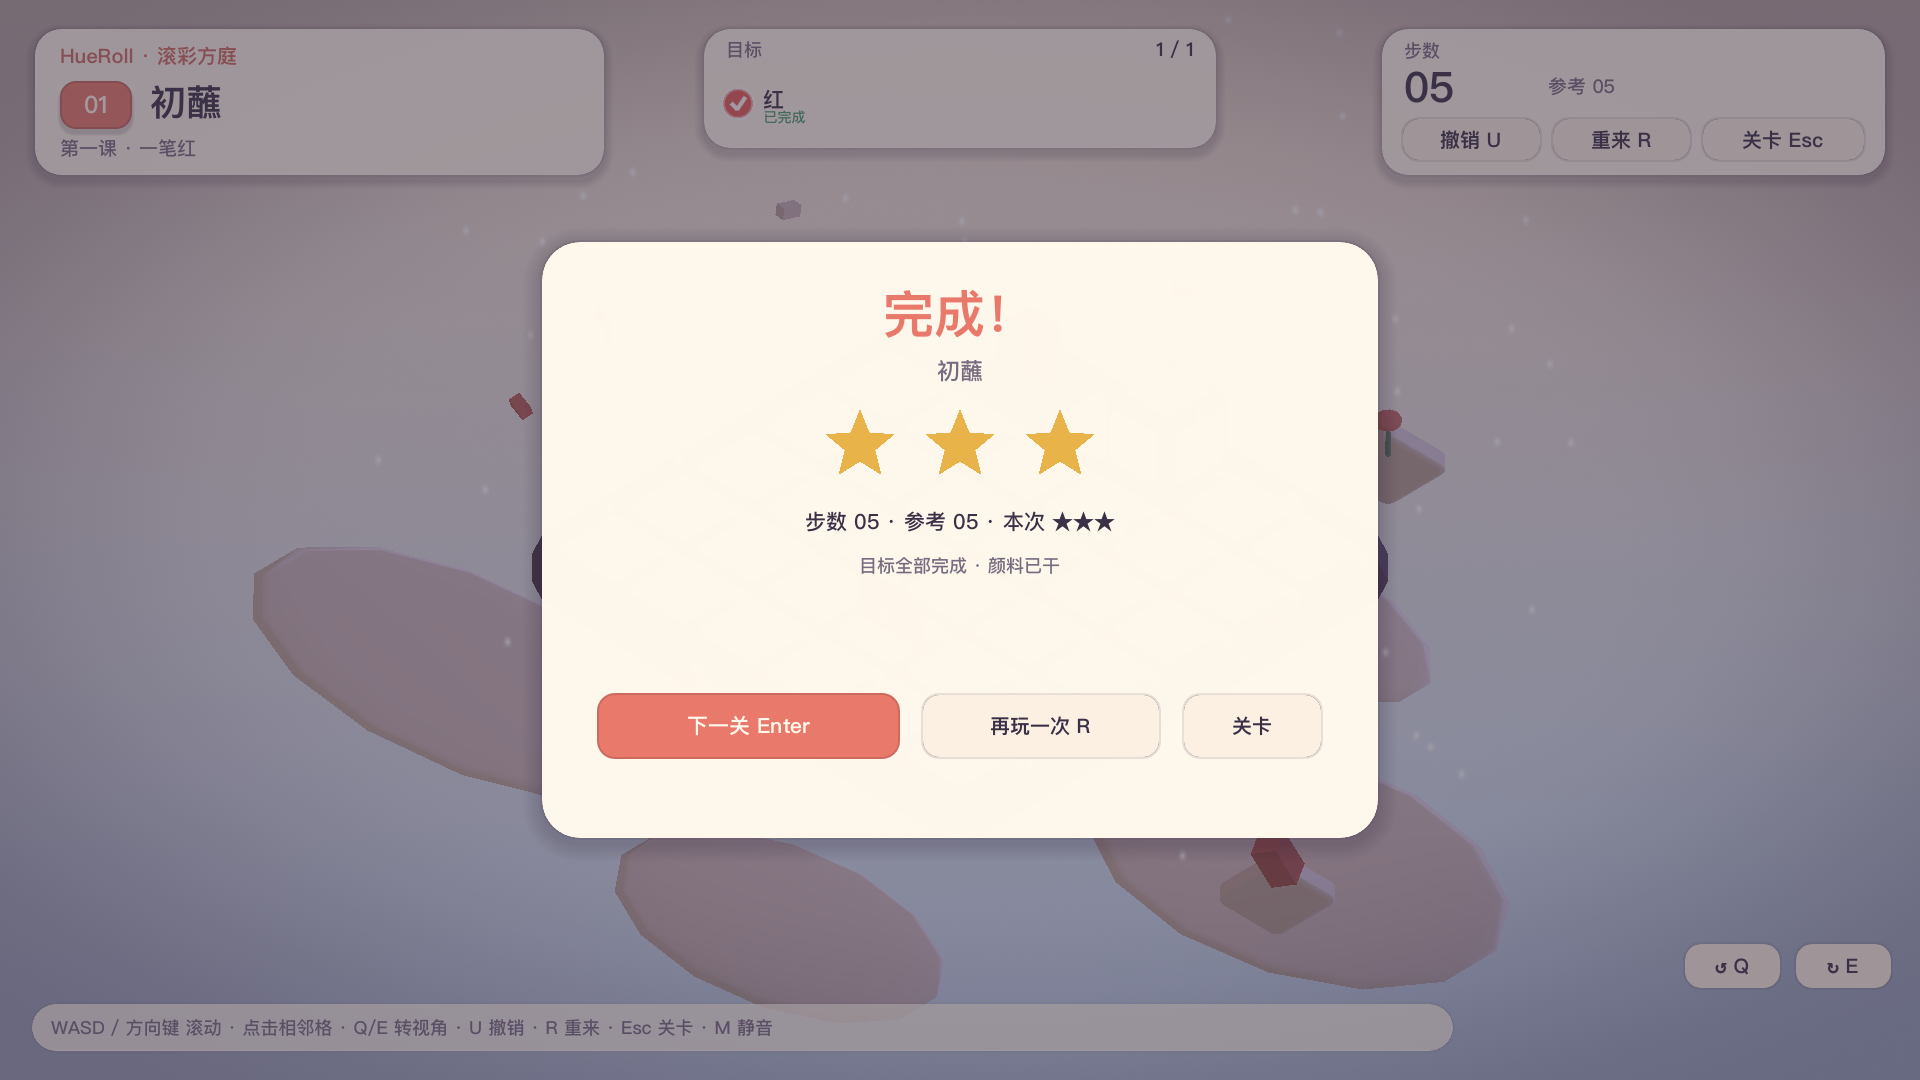 HueRoll · 滚彩方庭
01 初蘸
第一课 · 一笔红
目标 1 / 1
红
已完成
步数
05 参考 05
撤销 U 重来 R 关卡 Esc
完成！
初蘸
步数 05 · 参考 05 · 本次 ★★★
目标全部完成 · 颜料已干
下一关 Enter 再玩一次 R 关卡
↺ Q ↻ E
WASD / 方向键 滚动 · 点击相邻格 · Q/E 转视角 · U 撤销 · R 重来 · Esc 关卡 · M 静音